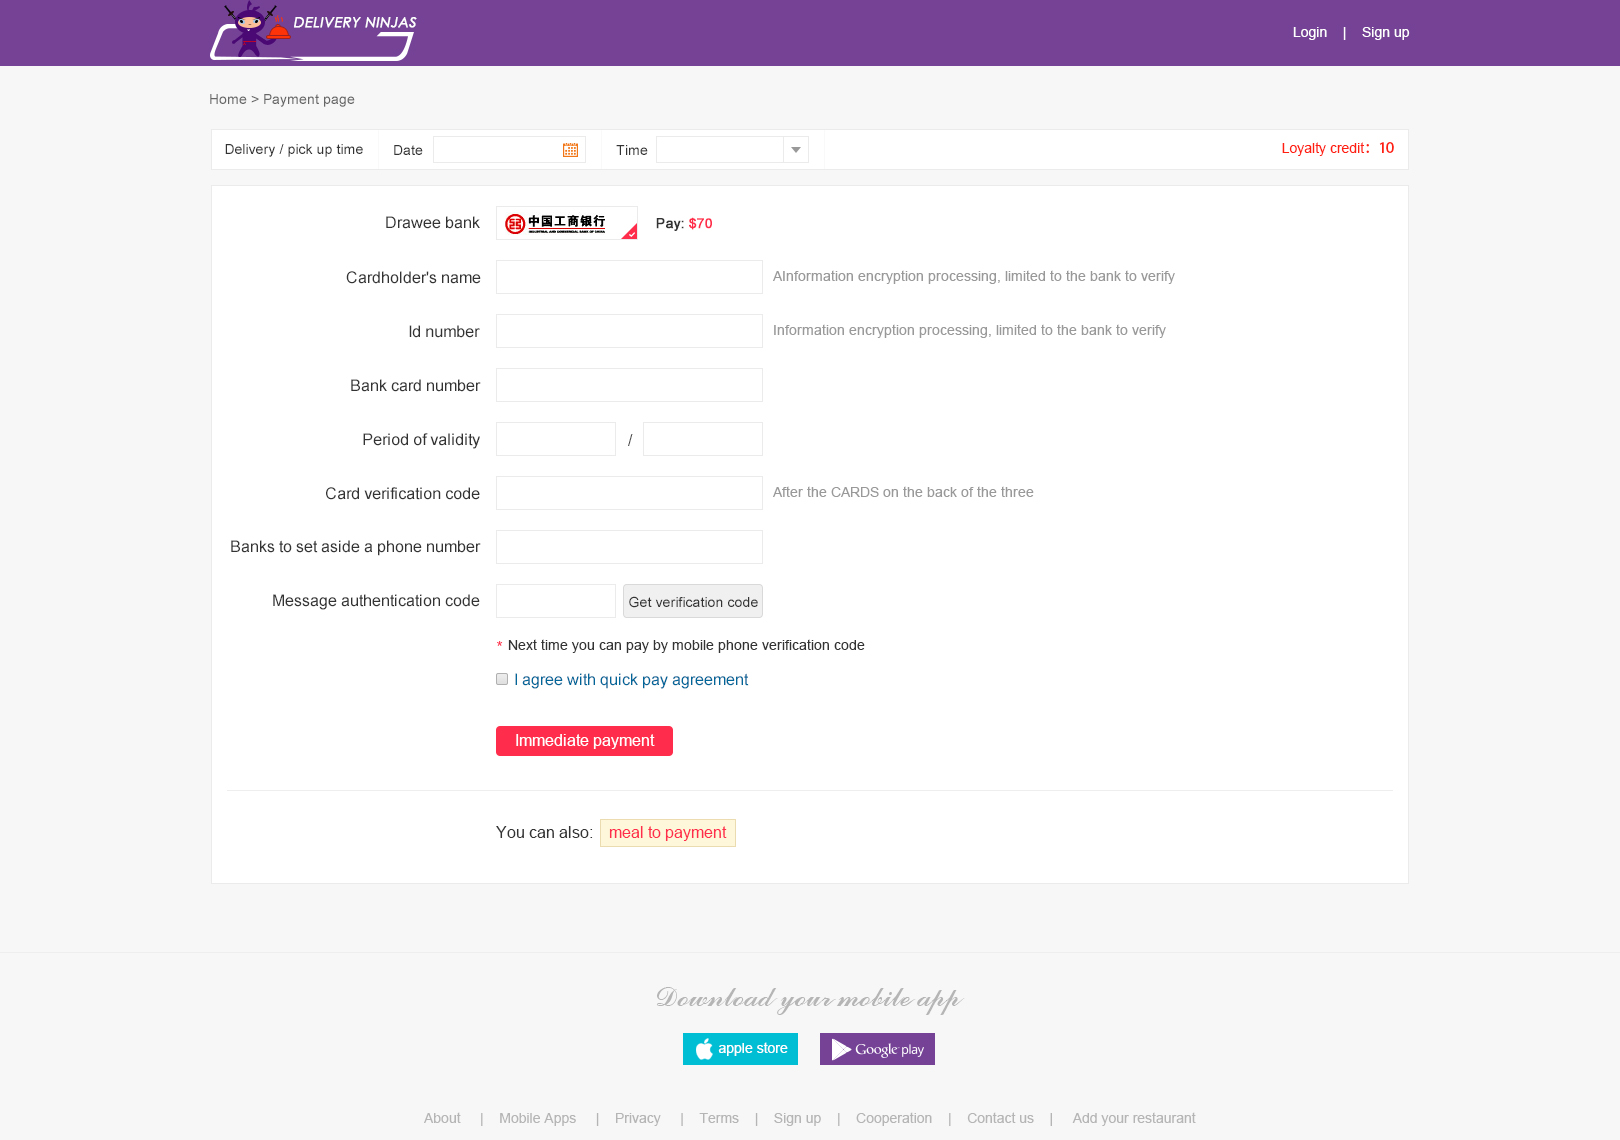 DELIVERY NINJAS
Login | Sign up
Home > Payment page
Delivery / pick up time Date Time Loyalty credit: 10
Drawee bank 中国工商银行 Pay: $70
INDUSTRIAL AND COMMERCIAL BANK OF CHINA
Cardholder's name AInformation encryption processing, limited to the bank to verify
Id number Information encryption processing, limited to the bank to verify
Bank card number
Period of validity /
Card verification code After the CARDS on the back of the three
Banks to set aside a phone number
Message authentication code Get verification code
* Next time you can pay by mobile phone verification code
I agree with quick pay agreement
Immediate payment
You can also: meal to payment
Download your mobile app
apple store Google play
About | Mobile Apps | Privacy | Terms | Sign up | Cooperation | Contact us | Add your restaurant